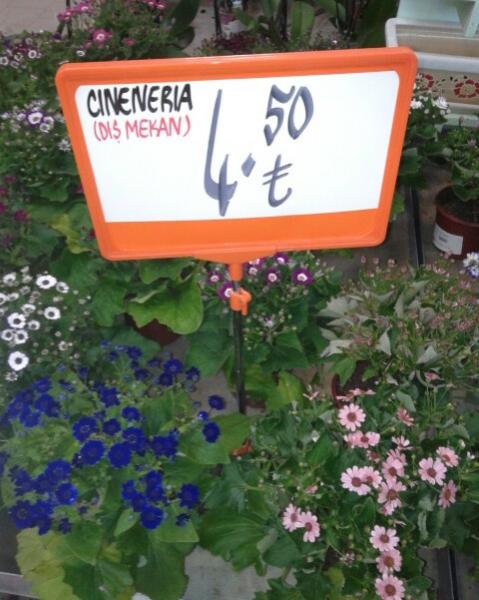 CINENERIA
(DIŞ MEKAN)
4.50
₺